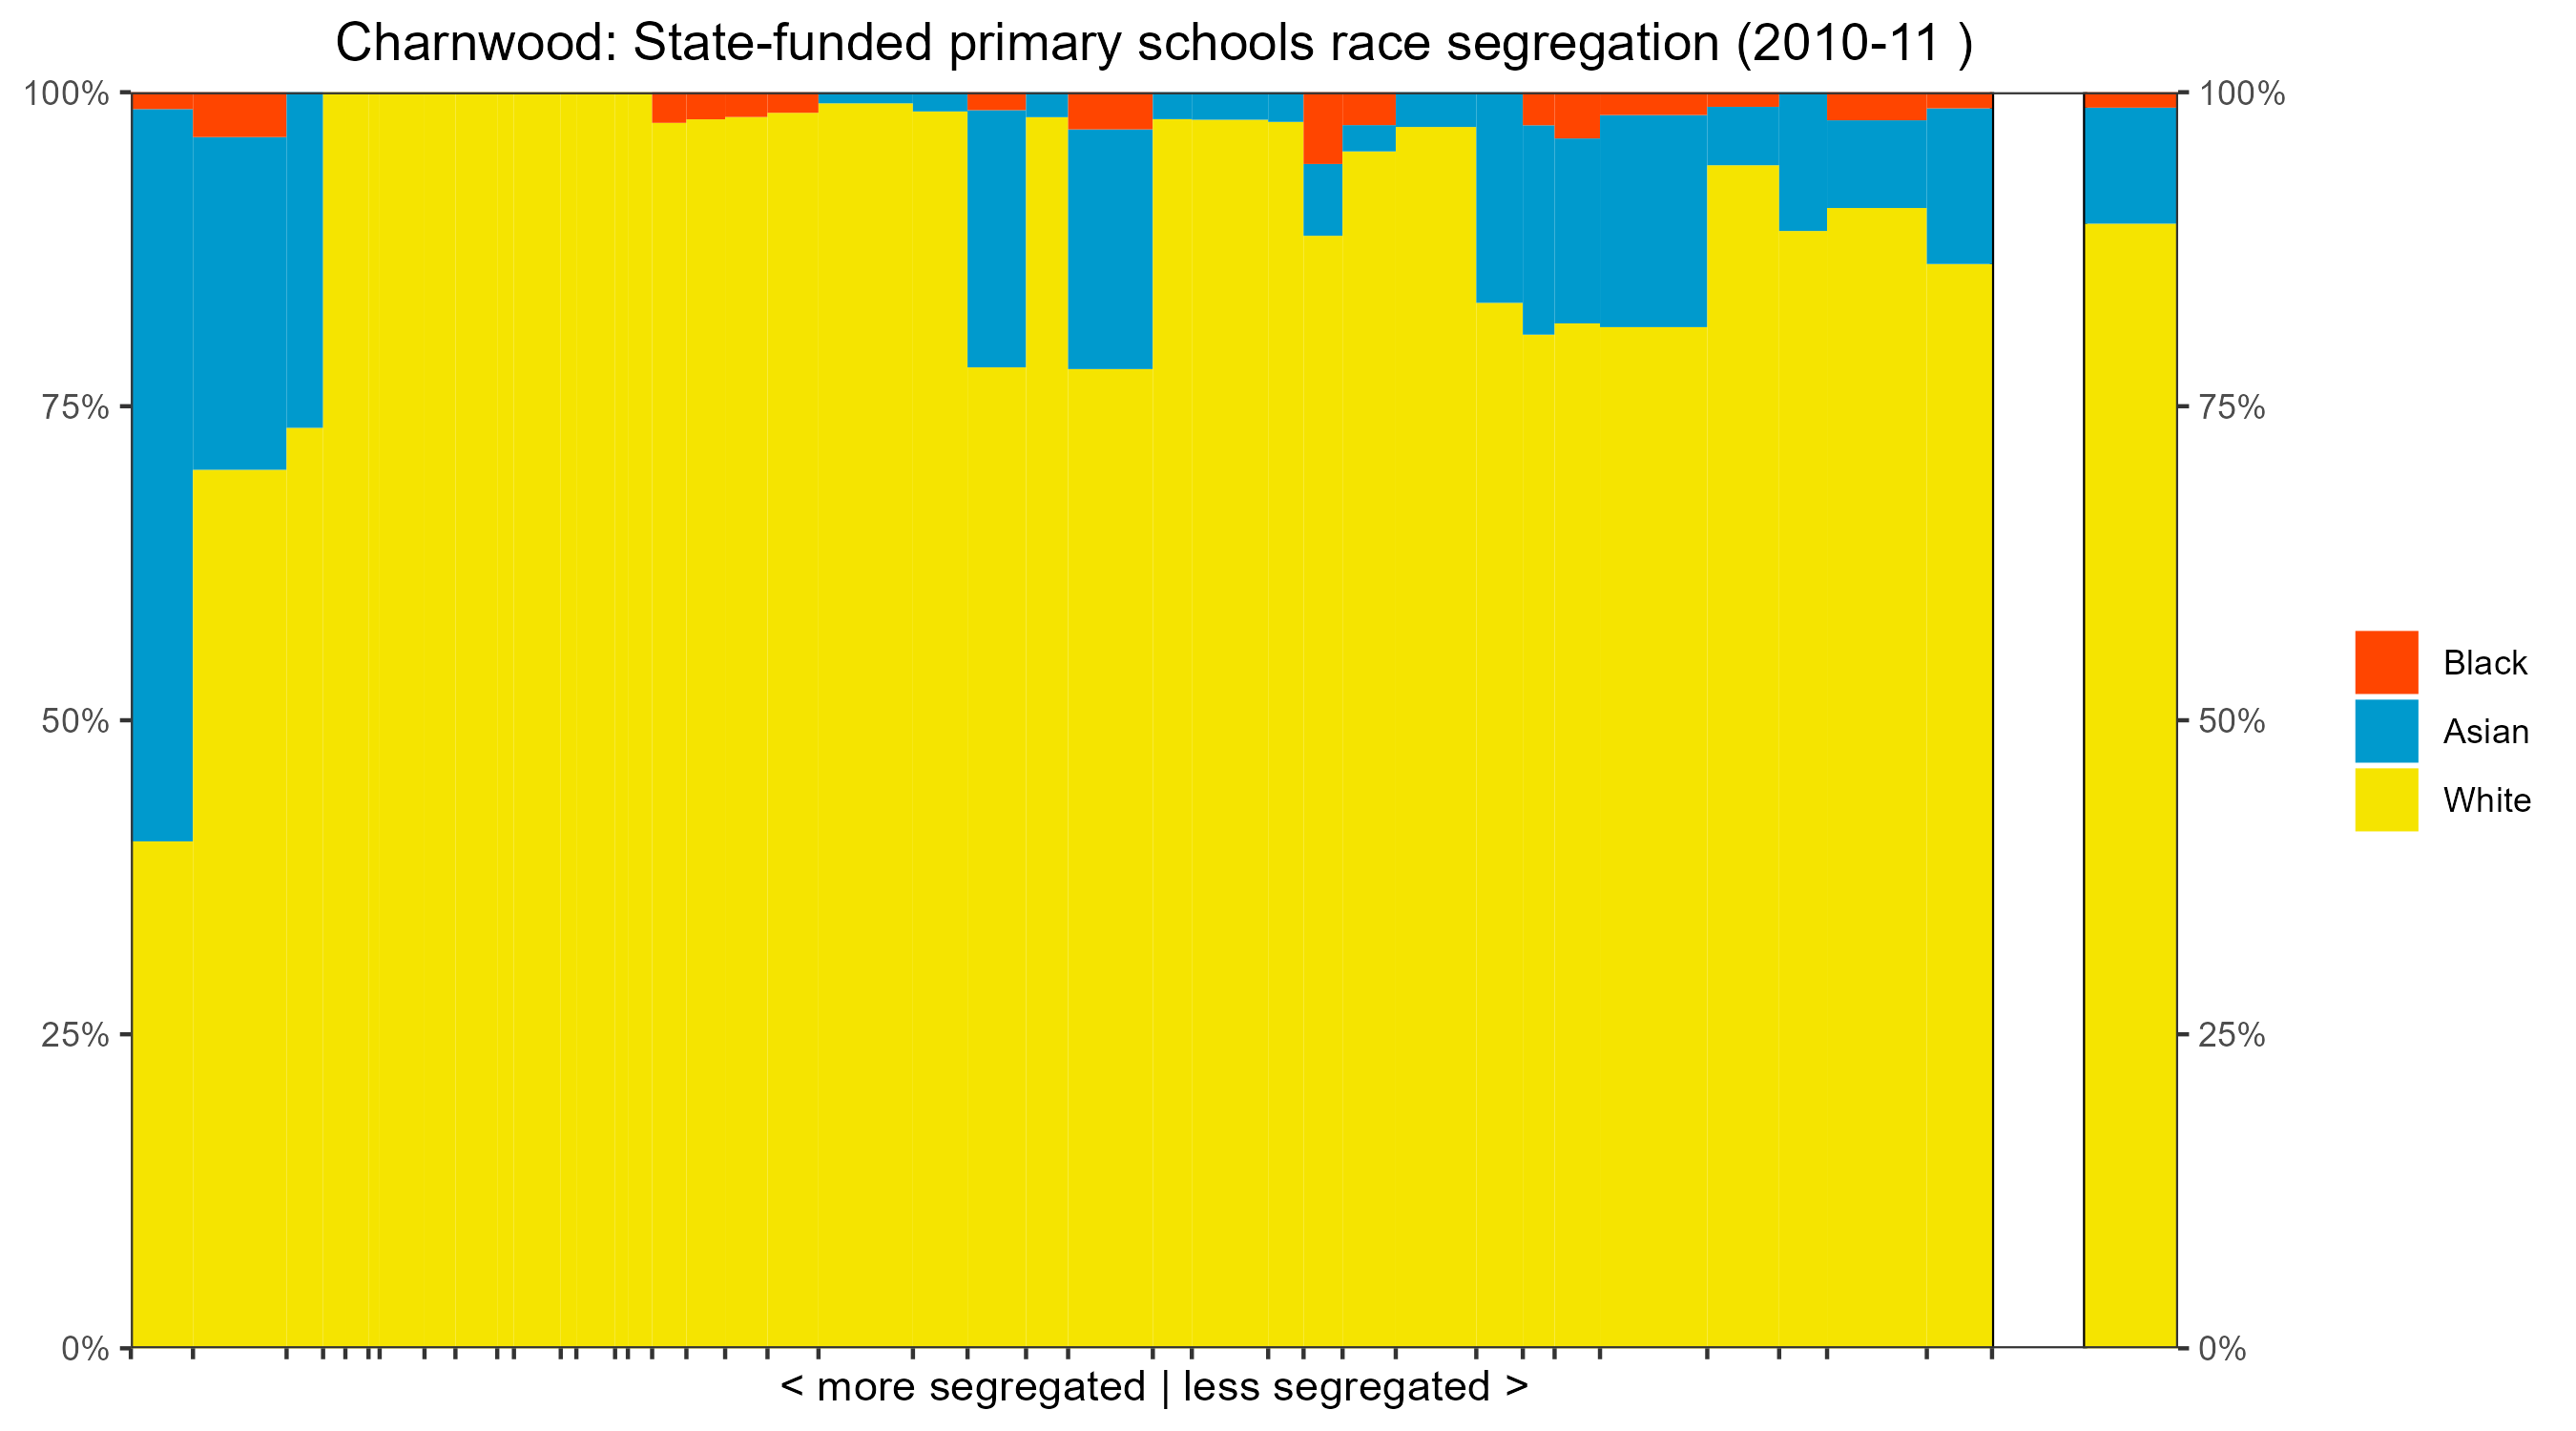 Charnwood: State-funded primary schools race segregation (2010-11 )
100%
75%
50%
25%
0%
100%
75%
50%
25%
0%
Black
Asian
White
< more segregated | less segregated >